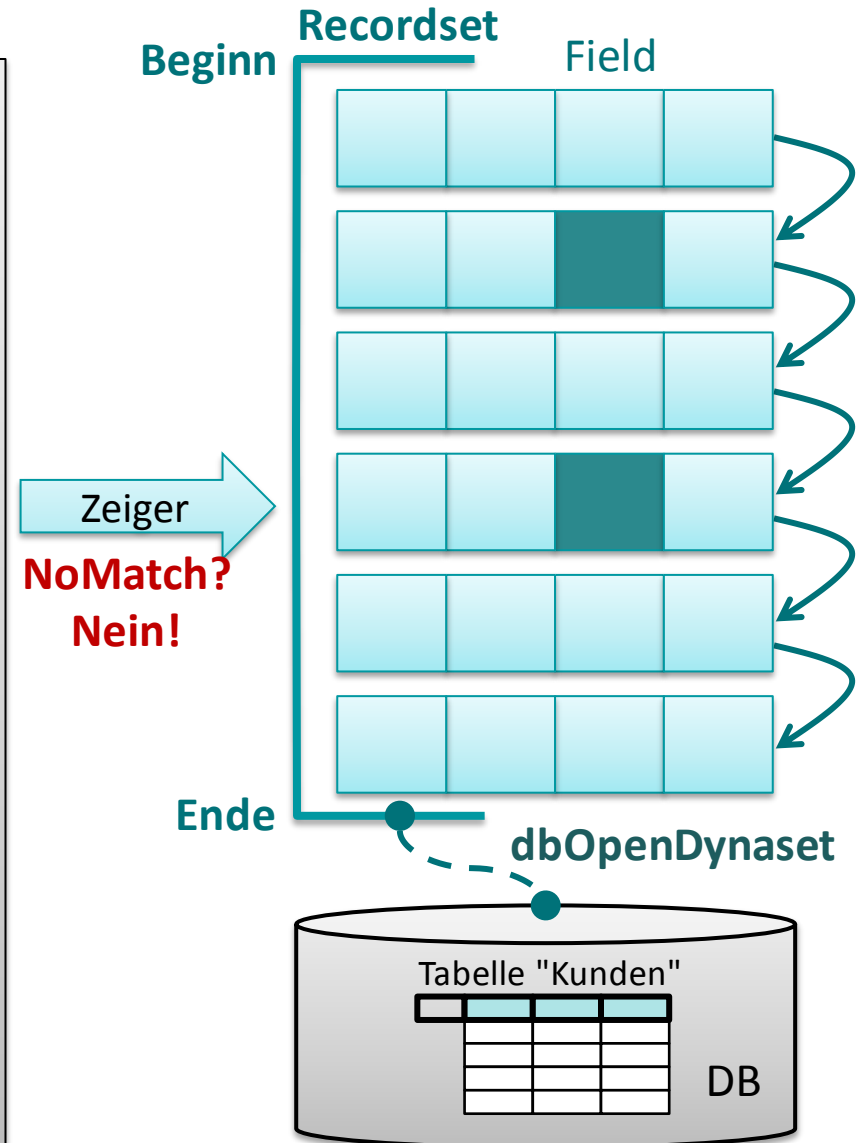 Recordset
Beginn
Field
Zeiger
NoMatch?
Nein!
Ende
dbOpenDynaset
Tabelle "Kunden"
DB